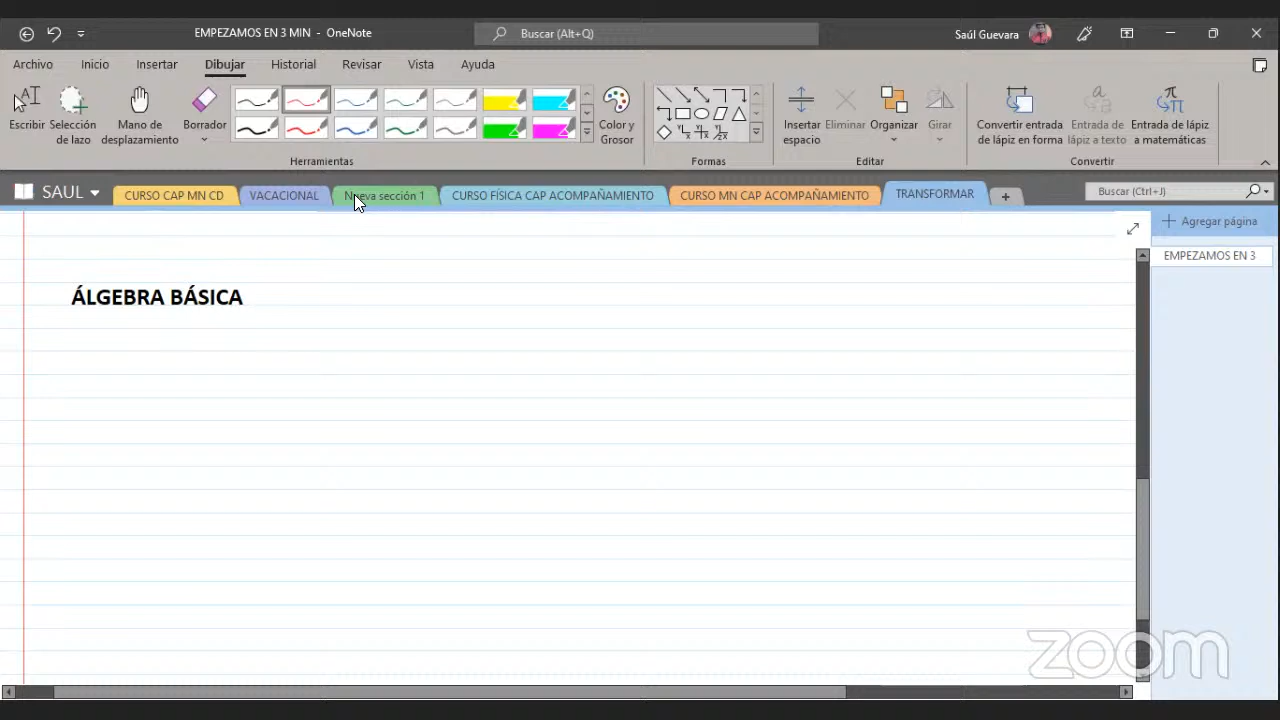 EMPEZAMOS EN 3 MIN - OneNote
Buscar (Alt+Q)
Saúl Guevara
Archivo Inicio Insertar Dibujar Historial Revisar Vista Ayuda
Escribir
Selección de lazo
Mano de desplazamiento
Borrador
Color y Grosor
Insertar espacio
Eliminar
Organizar
Girar
Convertir entrada de lápiz en forma
Entrada de lápiz a texto
Entrada de lápiz a matemáticas
Herramientas Formas Editar Convertir
SAUL CURSO CAP MN CD VACACIONAL Nueva sección 1 CURSO FÍSICA CAP ACOMPAÑAMIENTO CURSO MN CAP ACOMPAÑAMIENTO TRANSFORMAR + Buscar (Ctrl+J)
Agregar página
EMPEZAMOS EN 3
ÁLGEBRA BÁSICA
zoom